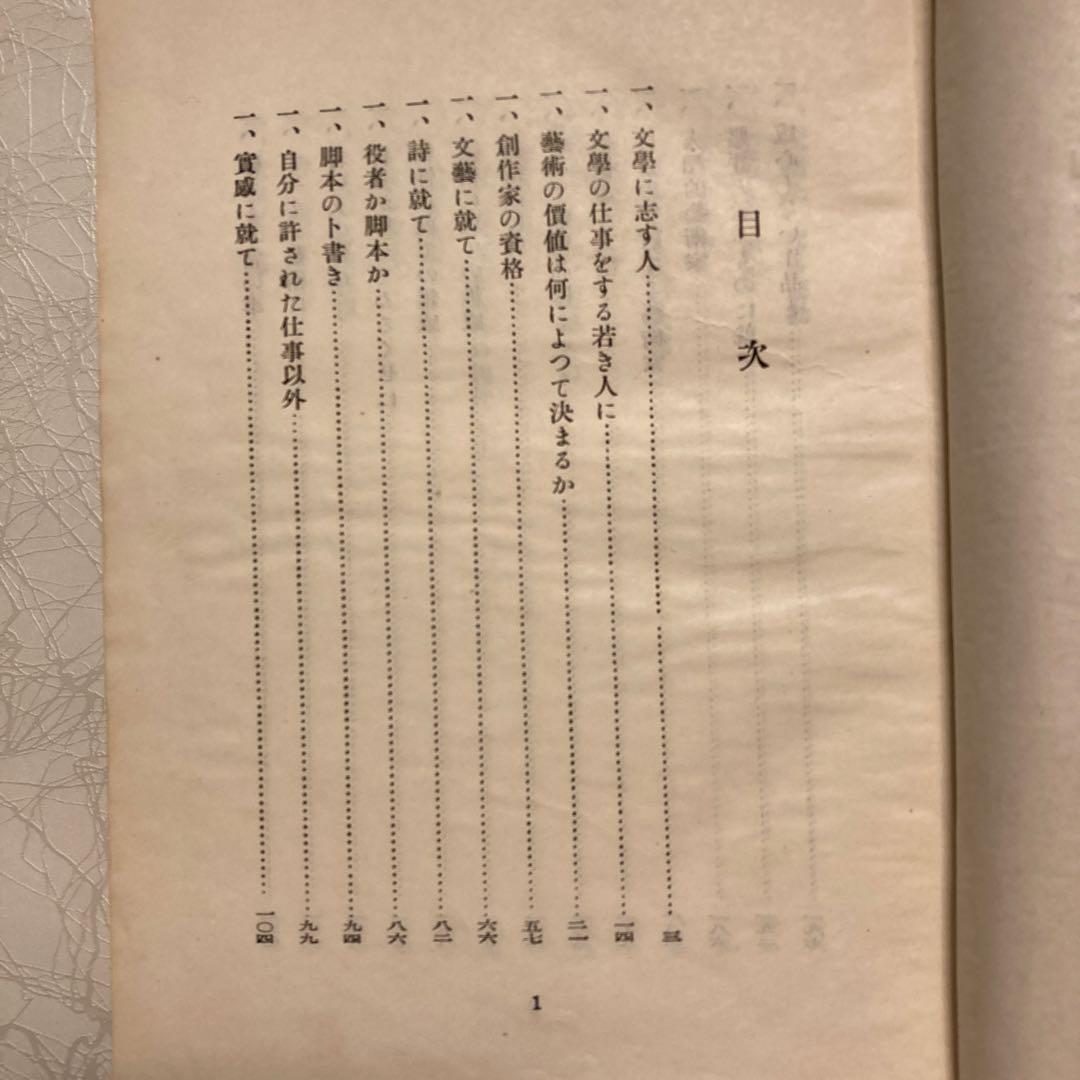 目次
一、文學に志す人……三
一、文學の仕事をする若き人に……一四
一、藝術の價値は何によつて決まるか……二一
一、創作家の資格……五七
一、文藝に就て……六六
一、詩に就て……八二
一、役者か脚本か……八六
一、脚本のト書き……九四
一、自分に許された仕事以外……九九
一、實感に就て……一〇四
1